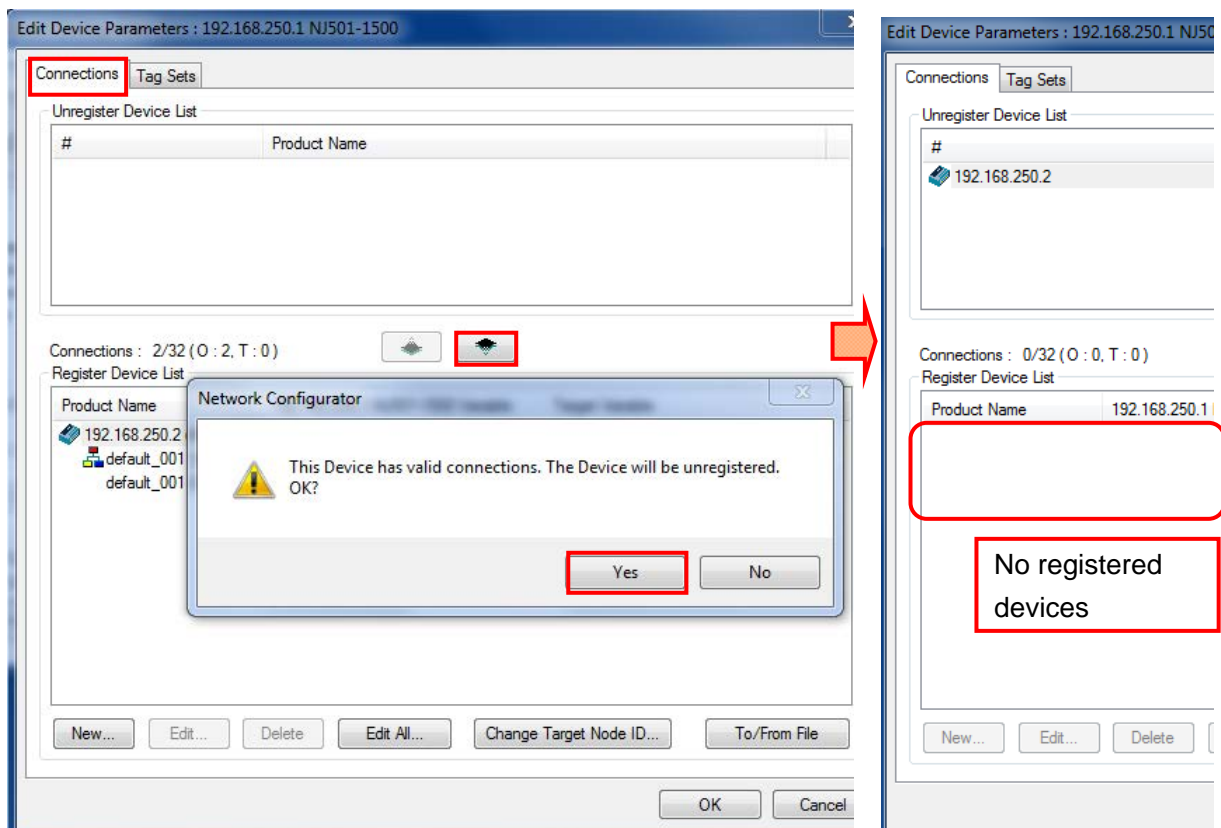 Edit Device Parameters : 192.168.250.1 NJ501-1500
Connections Tag Sets
Unregister Device List
# Product Name
Connections : 2/32 ( O : 2, T : 0 )
Register Device List
Product Name
192.168.250.2
default_001
default_001
Network Configurator
This Device has valid connections. The Device will be unregistered.
OK?
Yes No
New... Edit... Delete Edit All... Change Target Node ID... To/From File
OK Cancel
Edit Device Parameters : 192.168.250.1 NJ50
Connections Tag Sets
Unregister Device List
#
192.168.250.2
Connections : 0/32 ( O : 0, T : 0 )
Register Device List
Product Name 192.168.250.1
No registered
devices
New... Edit... Delete